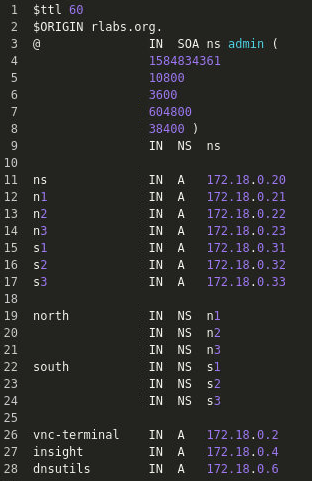 1 $ttl 60
2 $ORIGIN rlabs.org.
3 @ IN SOA ns admin (
4 1584834361
5 10800
6 3600
7 604800
8 38400 )
9 IN NS ns
10
11 ns IN A 172.18.0.20
12 n1 IN A 172.18.0.21
13 n2 IN A 172.18.0.22
14 n3 IN A 172.18.0.23
15 s1 IN A 172.18.0.31
16 s2 IN A 172.18.0.32
17 s3 IN A 172.18.0.33
18
19 north IN NS n1
20 IN NS n2
21 IN NS n3
22 south IN NS s1
23 IN NS s2
24 IN NS s3
25
26 vnc-terminal IN A 172.18.0.2
27 insight IN A 172.18.0.4
28 dnsutils IN A 172.18.0.6